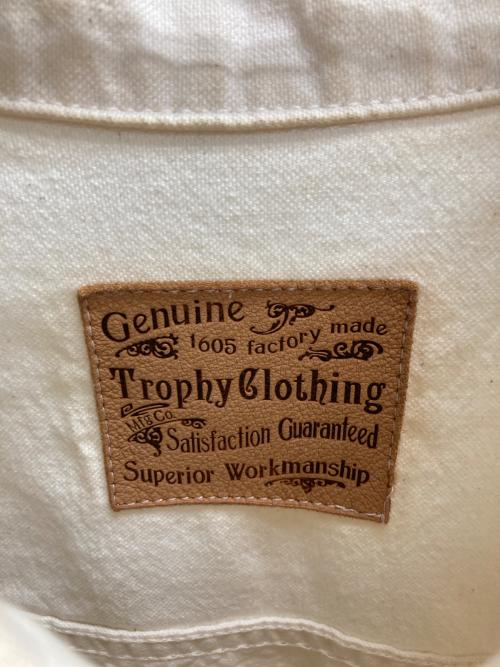 Genuine
1605 factory made
Trophy Clothing
Mfg Co.
Satisfaction Guaranteed
Superior Workmanship